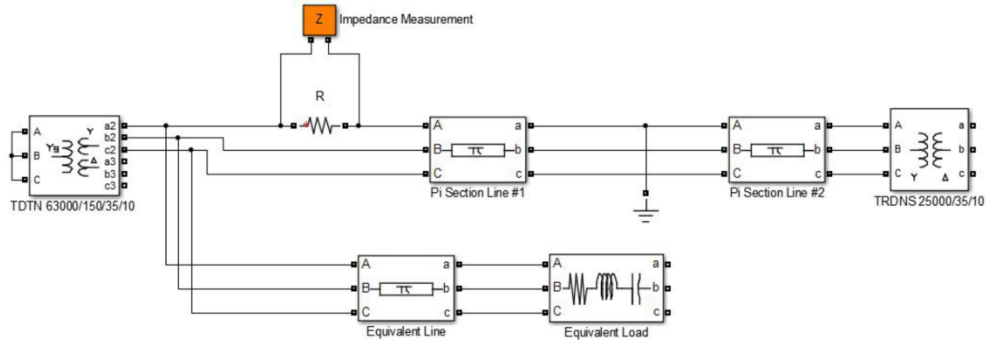 Z Impedance Measurement
R
A a2 A a A a A a
Yg Y b2
B c2 B b B b B b
Δ a3
C b3 C c C c C Y Δ c
c3
TDTN 63000/150/35/10 Pi Section Line #1 Pi Section Line #2 TRDNS 25000/35/10
A a A a
B b B b
C c C c
Equivalent Line Equivalent Load